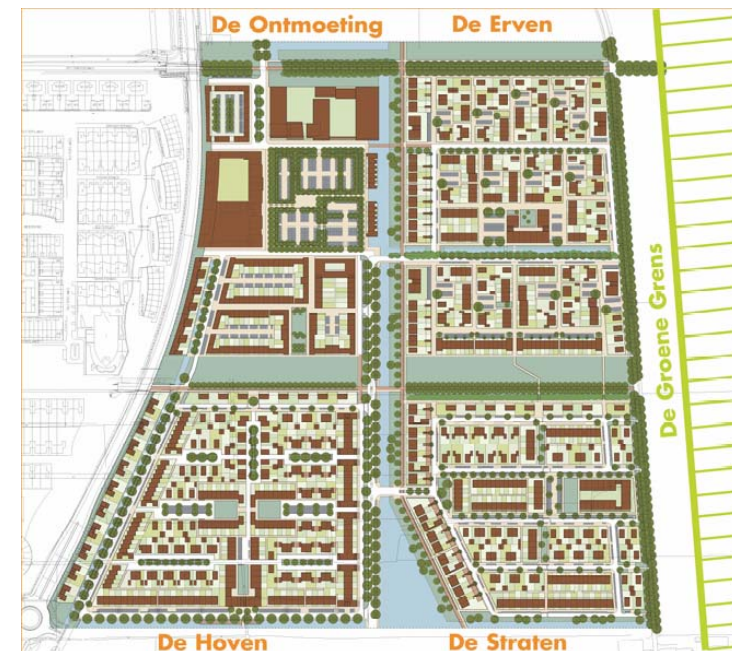 De Ontmoeting
De Erven
De Groene Grens
De Hoven
De Straten